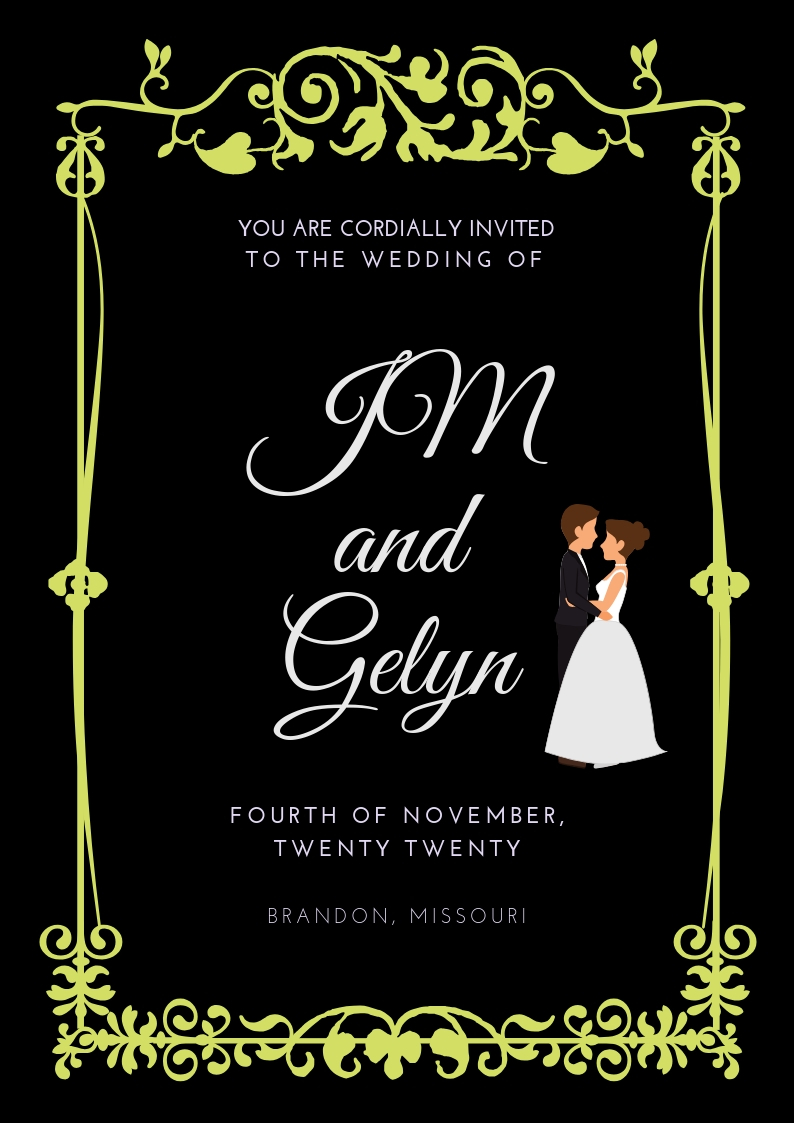 YOU ARE CORDIALLY INVITED
TO THE WEDDING OF
JM
and
Gelyn
FOURTH OF NOVEMBER,
TWENTY TWENTY
BRANDON, MISSOURI